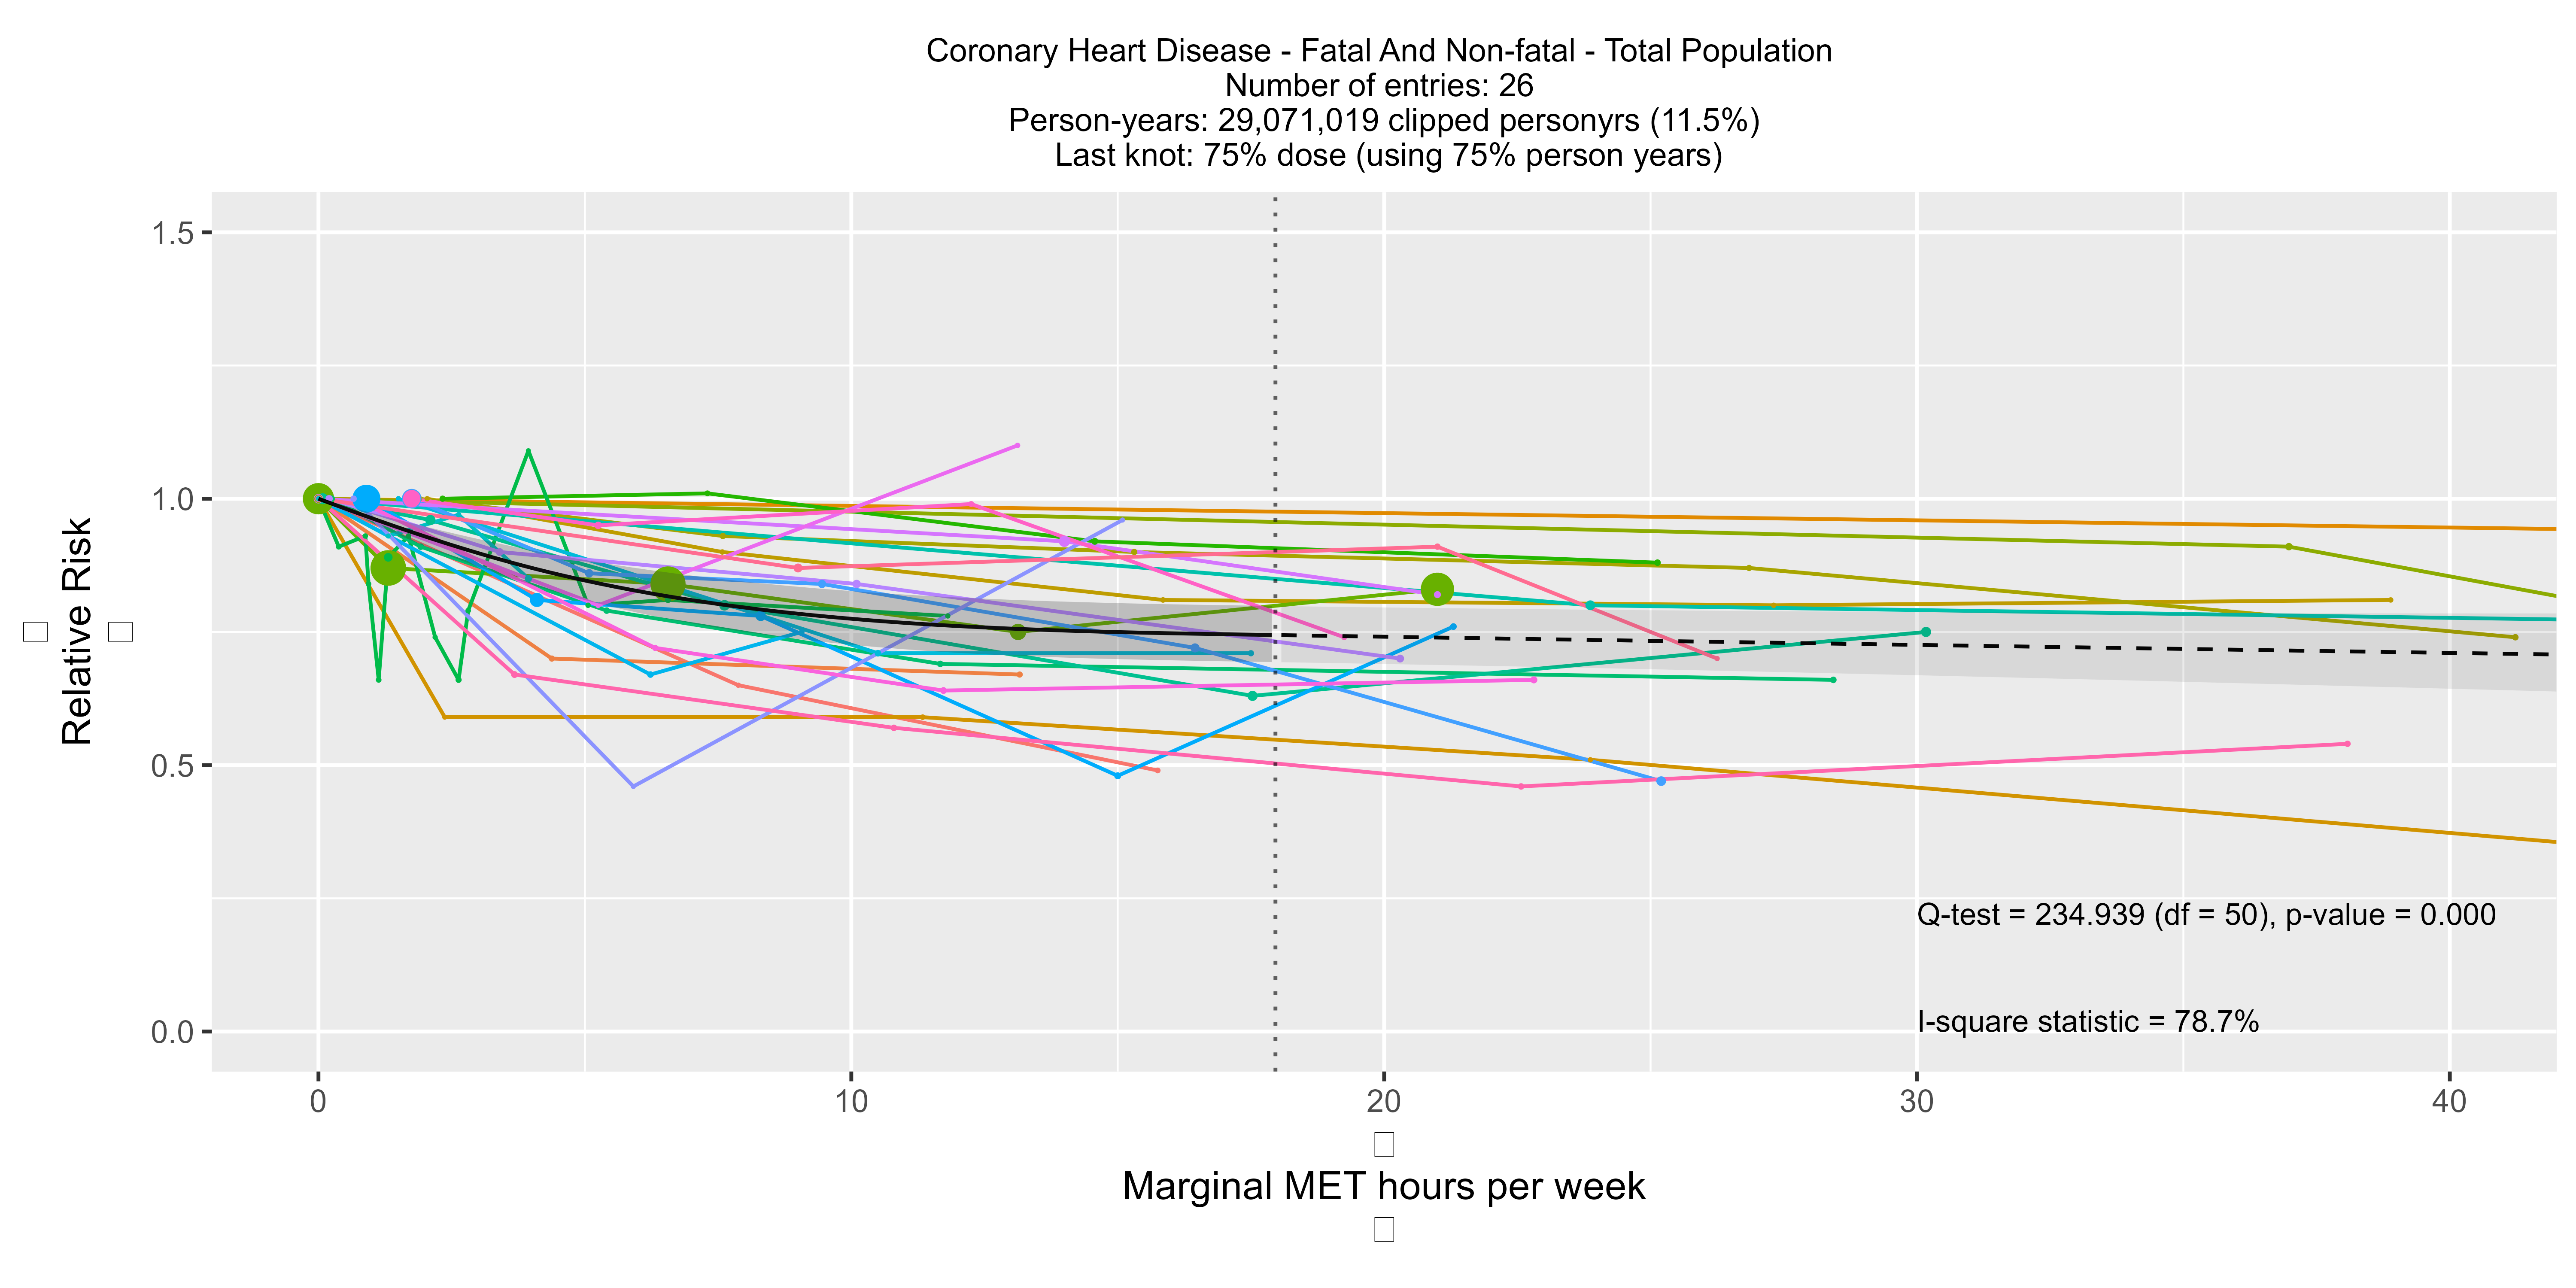 Coronary Heart Disease - Fatal And Non-fatal - Total Population
Number of entries: 26
Person-years: 29,071,019 clipped personyrs (11.5%)
Last knot: 75% dose (using 75% person years)
1.5
1.0
0.5
0.0
Relative Risk
Q-test = 234.939 (df = 50), p-value = 0.000
I-square statistic = 78.7%
0
10
20
30
40
Marginal MET hours per week